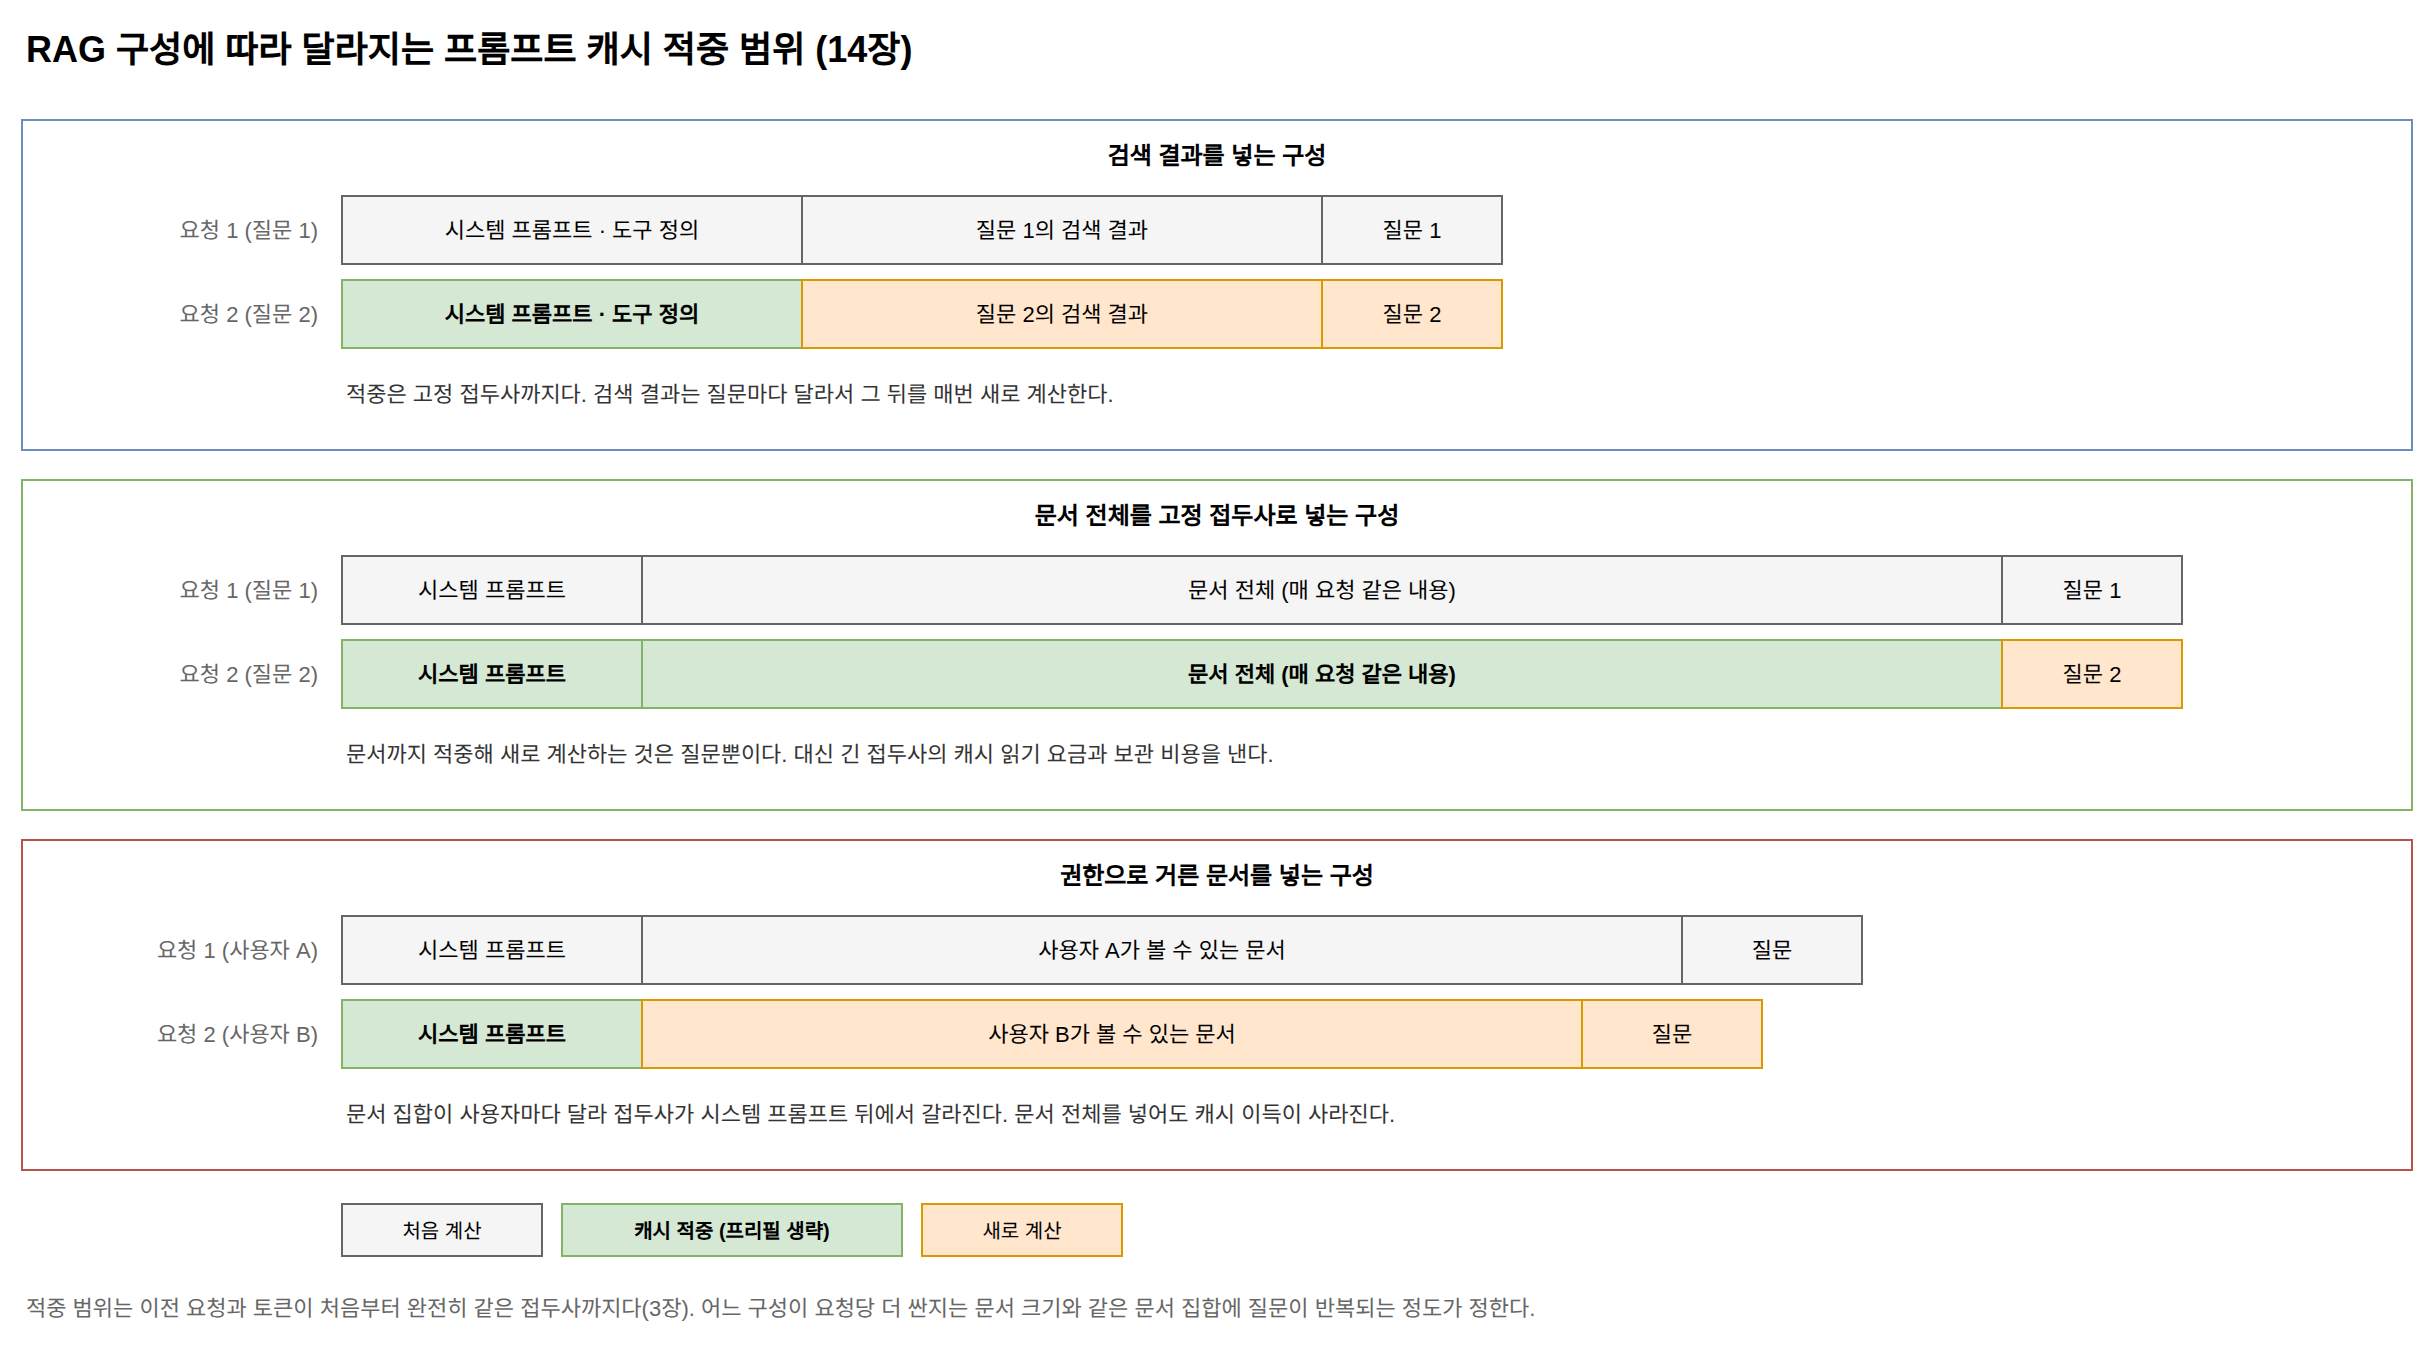 RAG 구성에 따라 달라지는 프롬프트 캐시 적중 범위 (14장)
검색 결과를 넣는 구성
요청 1 (질문 1)
시스템 프롬프트 · 도구 정의
질문 1의 검색 결과
질문 1
요청 2 (질문 2)
시스템 프롬프트 · 도구 정의
질문 2의 검색 결과
질문 2
적중은 고정 접두사까지다. 검색 결과는 질문마다 달라서 그 뒤를 매번 새로 계산한다.
문서 전체를 고정 접두사로 넣는 구성
요청 1 (질문 1)
시스템 프롬프트
문서 전체 (매 요청 같은 내용)
질문 1
요청 2 (질문 2)
시스템 프롬프트
문서 전체 (매 요청 같은 내용)
질문 2
문서까지 적중해 새로 계산하는 것은 질문뿐이다. 대신 긴 접두사의 캐시 읽기 요금과 보관 비용을 낸다.
권한으로 거른 문서를 넣는 구성
요청 1 (사용자 A)
시스템 프롬프트
사용자 A가 볼 수 있는 문서
질문
요청 2 (사용자 B)
시스템 프롬프트
사용자 B가 볼 수 있는 문서
질문
문서 집합이 사용자마다 달라 접두사가 시스템 프롬프트 뒤에서 갈라진다. 문서 전체를 넣어도 캐시 이득이 사라진다.
처음 계산
캐시 적중 (프리필 생략)
새로 계산
적중 범위는 이전 요청과 토큰이 처음부터 완전히 같은 접두사까지다(3장). 어느 구성이 요청당 더 싼지는 문서 크기와 같은 문서 집합에 질문이 반복되는 정도가 정한다.